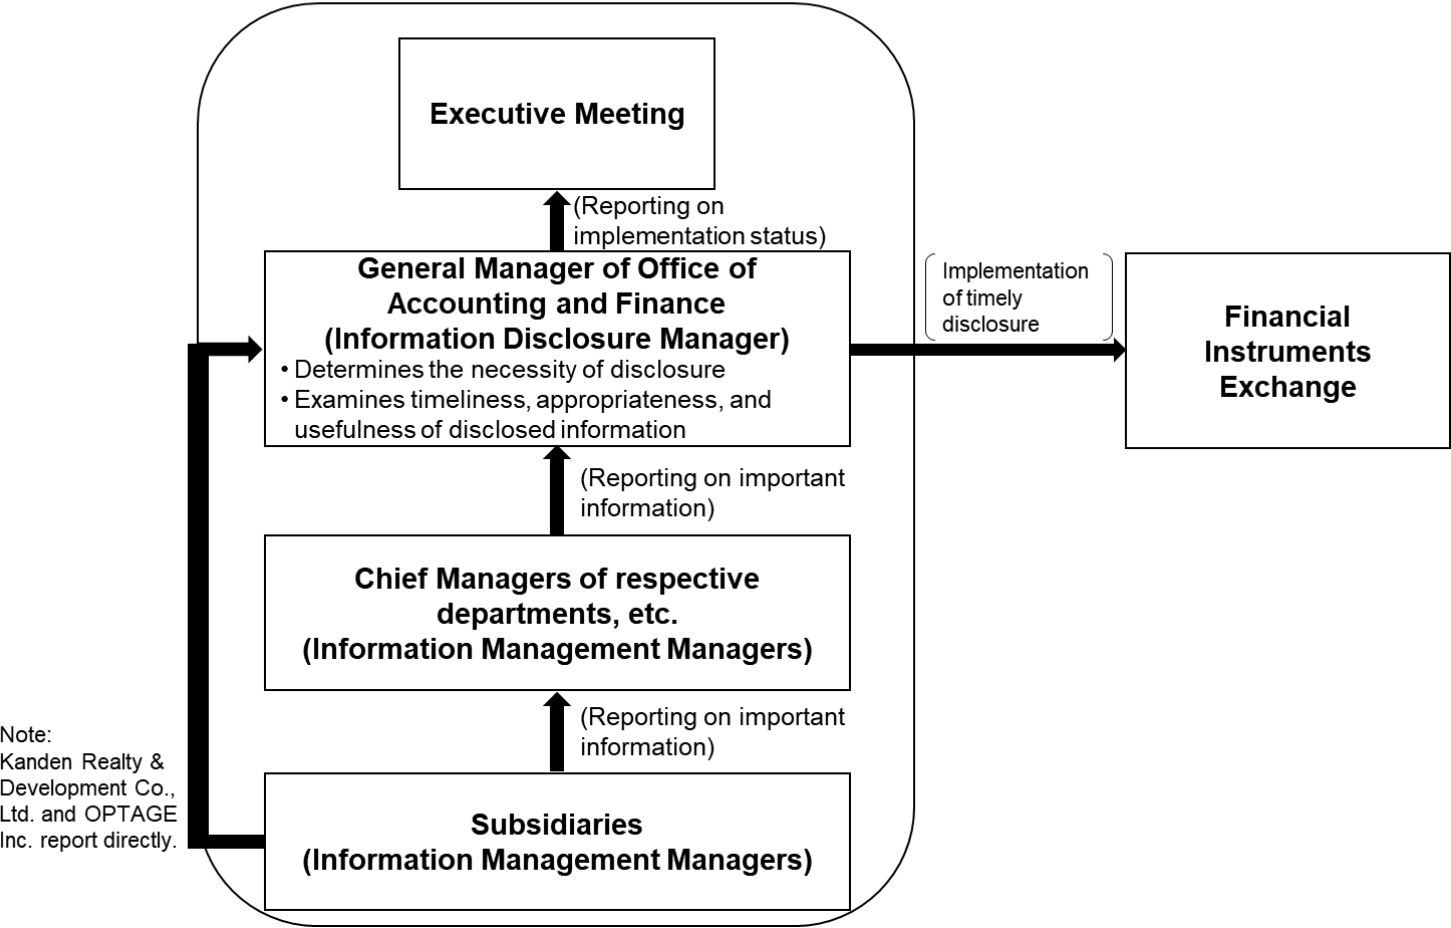 Executive Meeting
(Reporting on
implementation status)
General Manager of Office of
Accounting and Finance
(Information Disclosure Manager)
• Determines the necessity of disclosure
• Examines timeliness, appropriateness, and
usefulness of disclosed information
Implementation
of timely
disclosure
Financial
Instruments
Exchange
(Reporting on important
information)
Chief Managers of respective
departments, etc.
(Information Management Managers)
(Reporting on important
information)
Note:
Kanden Realty &
Development Co.,
Ltd. and OPTAGE
Inc. report directly.
Subsidiaries
(Information Management Managers)